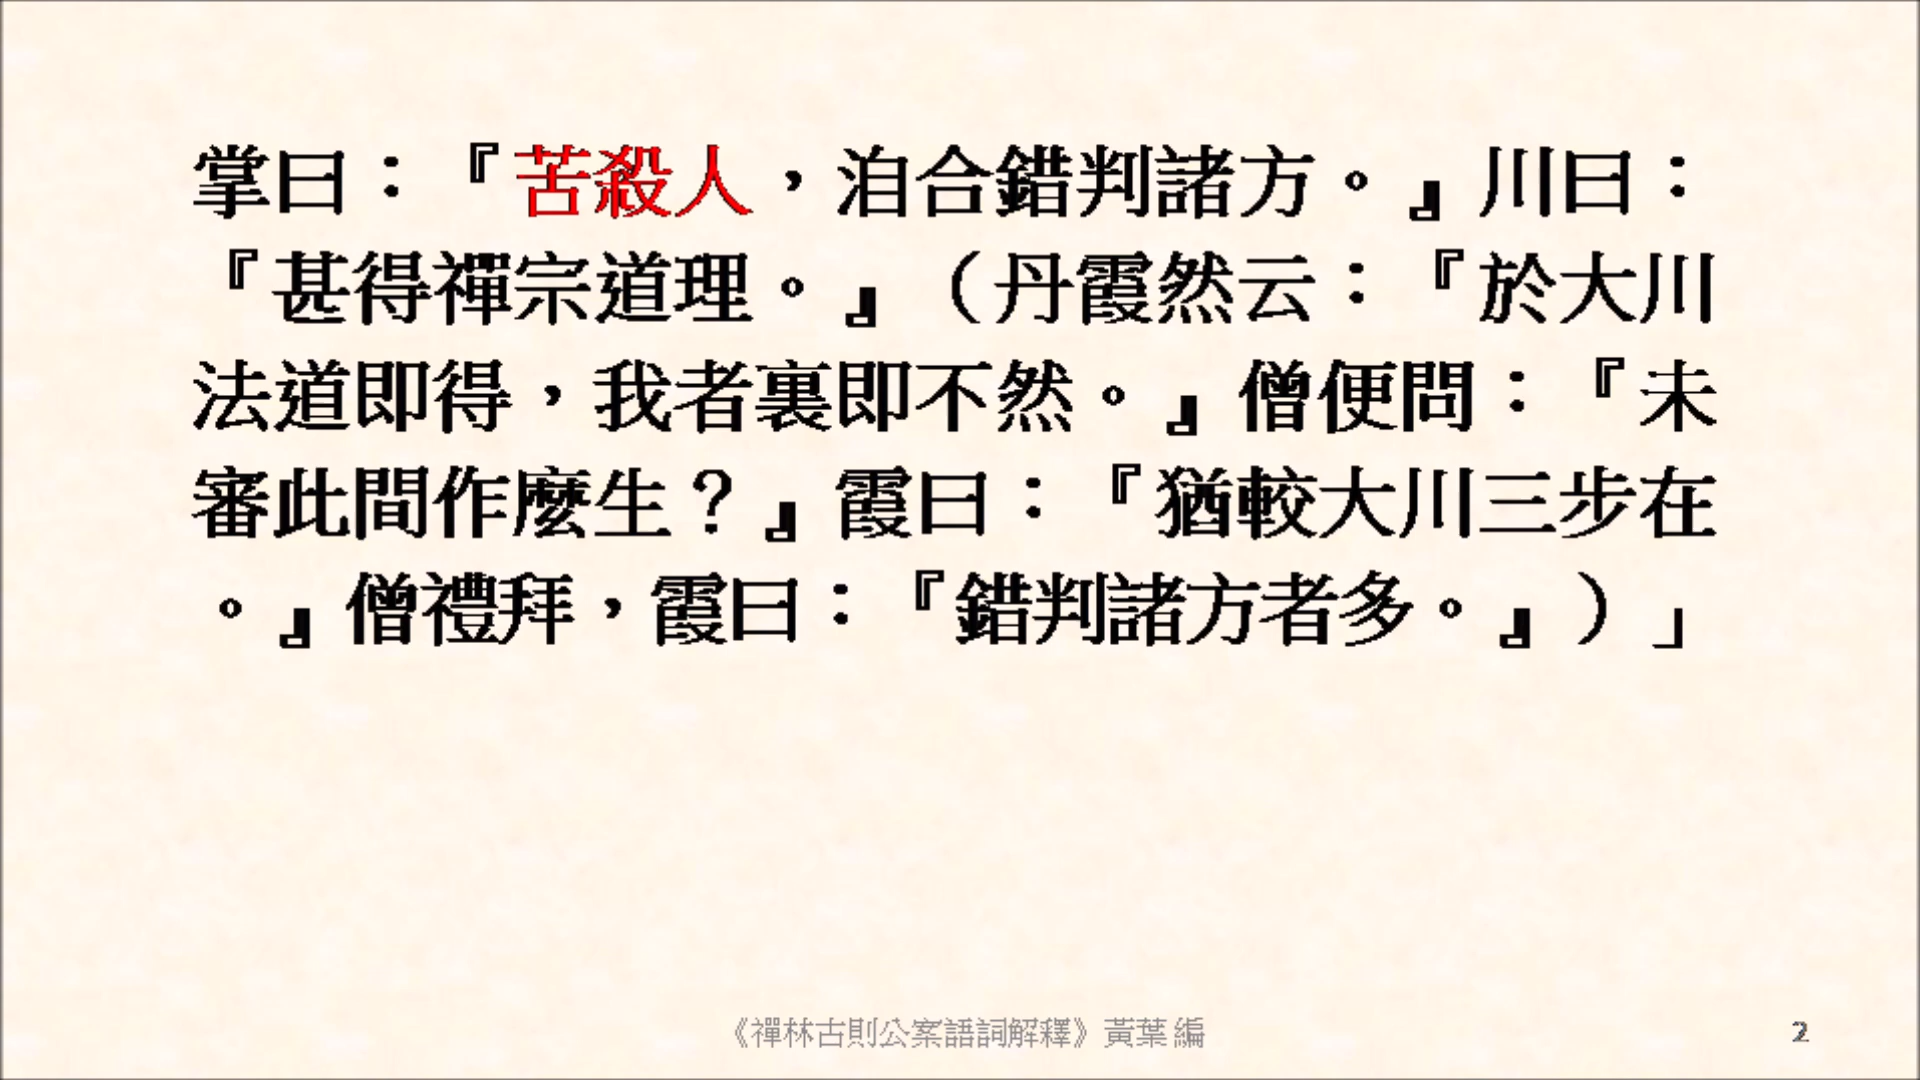 掌曰：『苦殺人，洎合錯判諸方。』川曰：
『甚得禪宗道理。』（丹霞然云：『於大川
法道即得，我者裏即不然。』僧便問：『未
審此間作麼生？』霞曰：『猶較大川三步在
。』僧禮拜，霞曰：『錯判諸方者多。』）」
《禪林古則公案語詞解釋》黃葉編
2